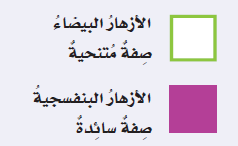 الأزهارُ البيضاءُ
صِفةٌ مُتنحيةٌ
الأزهارُ البنفسجيةُ
صِفةٌ سائِدةٌ